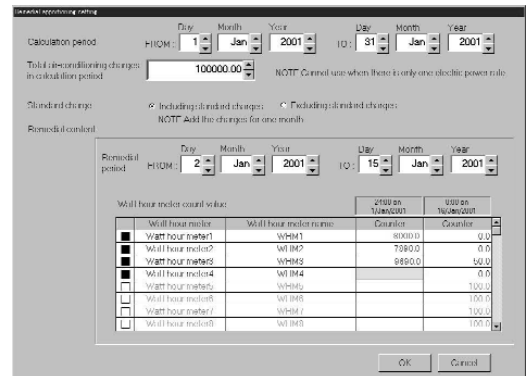 Remedial apportioning setting
Day Month Year Day Month Year
Calculation period FROM : 1 Jan 2001 TO : 31 Jan 2001
Total air-conditioning charges
in calculation period 100000.00 NOTE Cannot use when there is only one electric power rate
Standard charge Including standard charges Excluding standard charges
NOTE Add the charges for one month
Remedial content
Day Month Year Day Month Year
Remedial
period FROM : 2 Jan 2001 TO : 15 Jan 2001
Watt hour meter count value
24:00 on
1/Jan/2001
0:00 on
16/Jan/2001
Watt hour meter Watt hour meter name Counter Counter
Watt hour meter1 WHM1 8000.0 0.0
Watt hour meter2 WHM2 0.0
Watt hour meter3 WHM3 50.0
Watt hour meter4 WHM4 0.0
Watt hour meter5 WHM5 100.0
Watt hour meter6 WHM6 100.0
Watt hour meter7 WHM7 100.0
Watt hour meter8 WHM8 100.0
OK Cancel